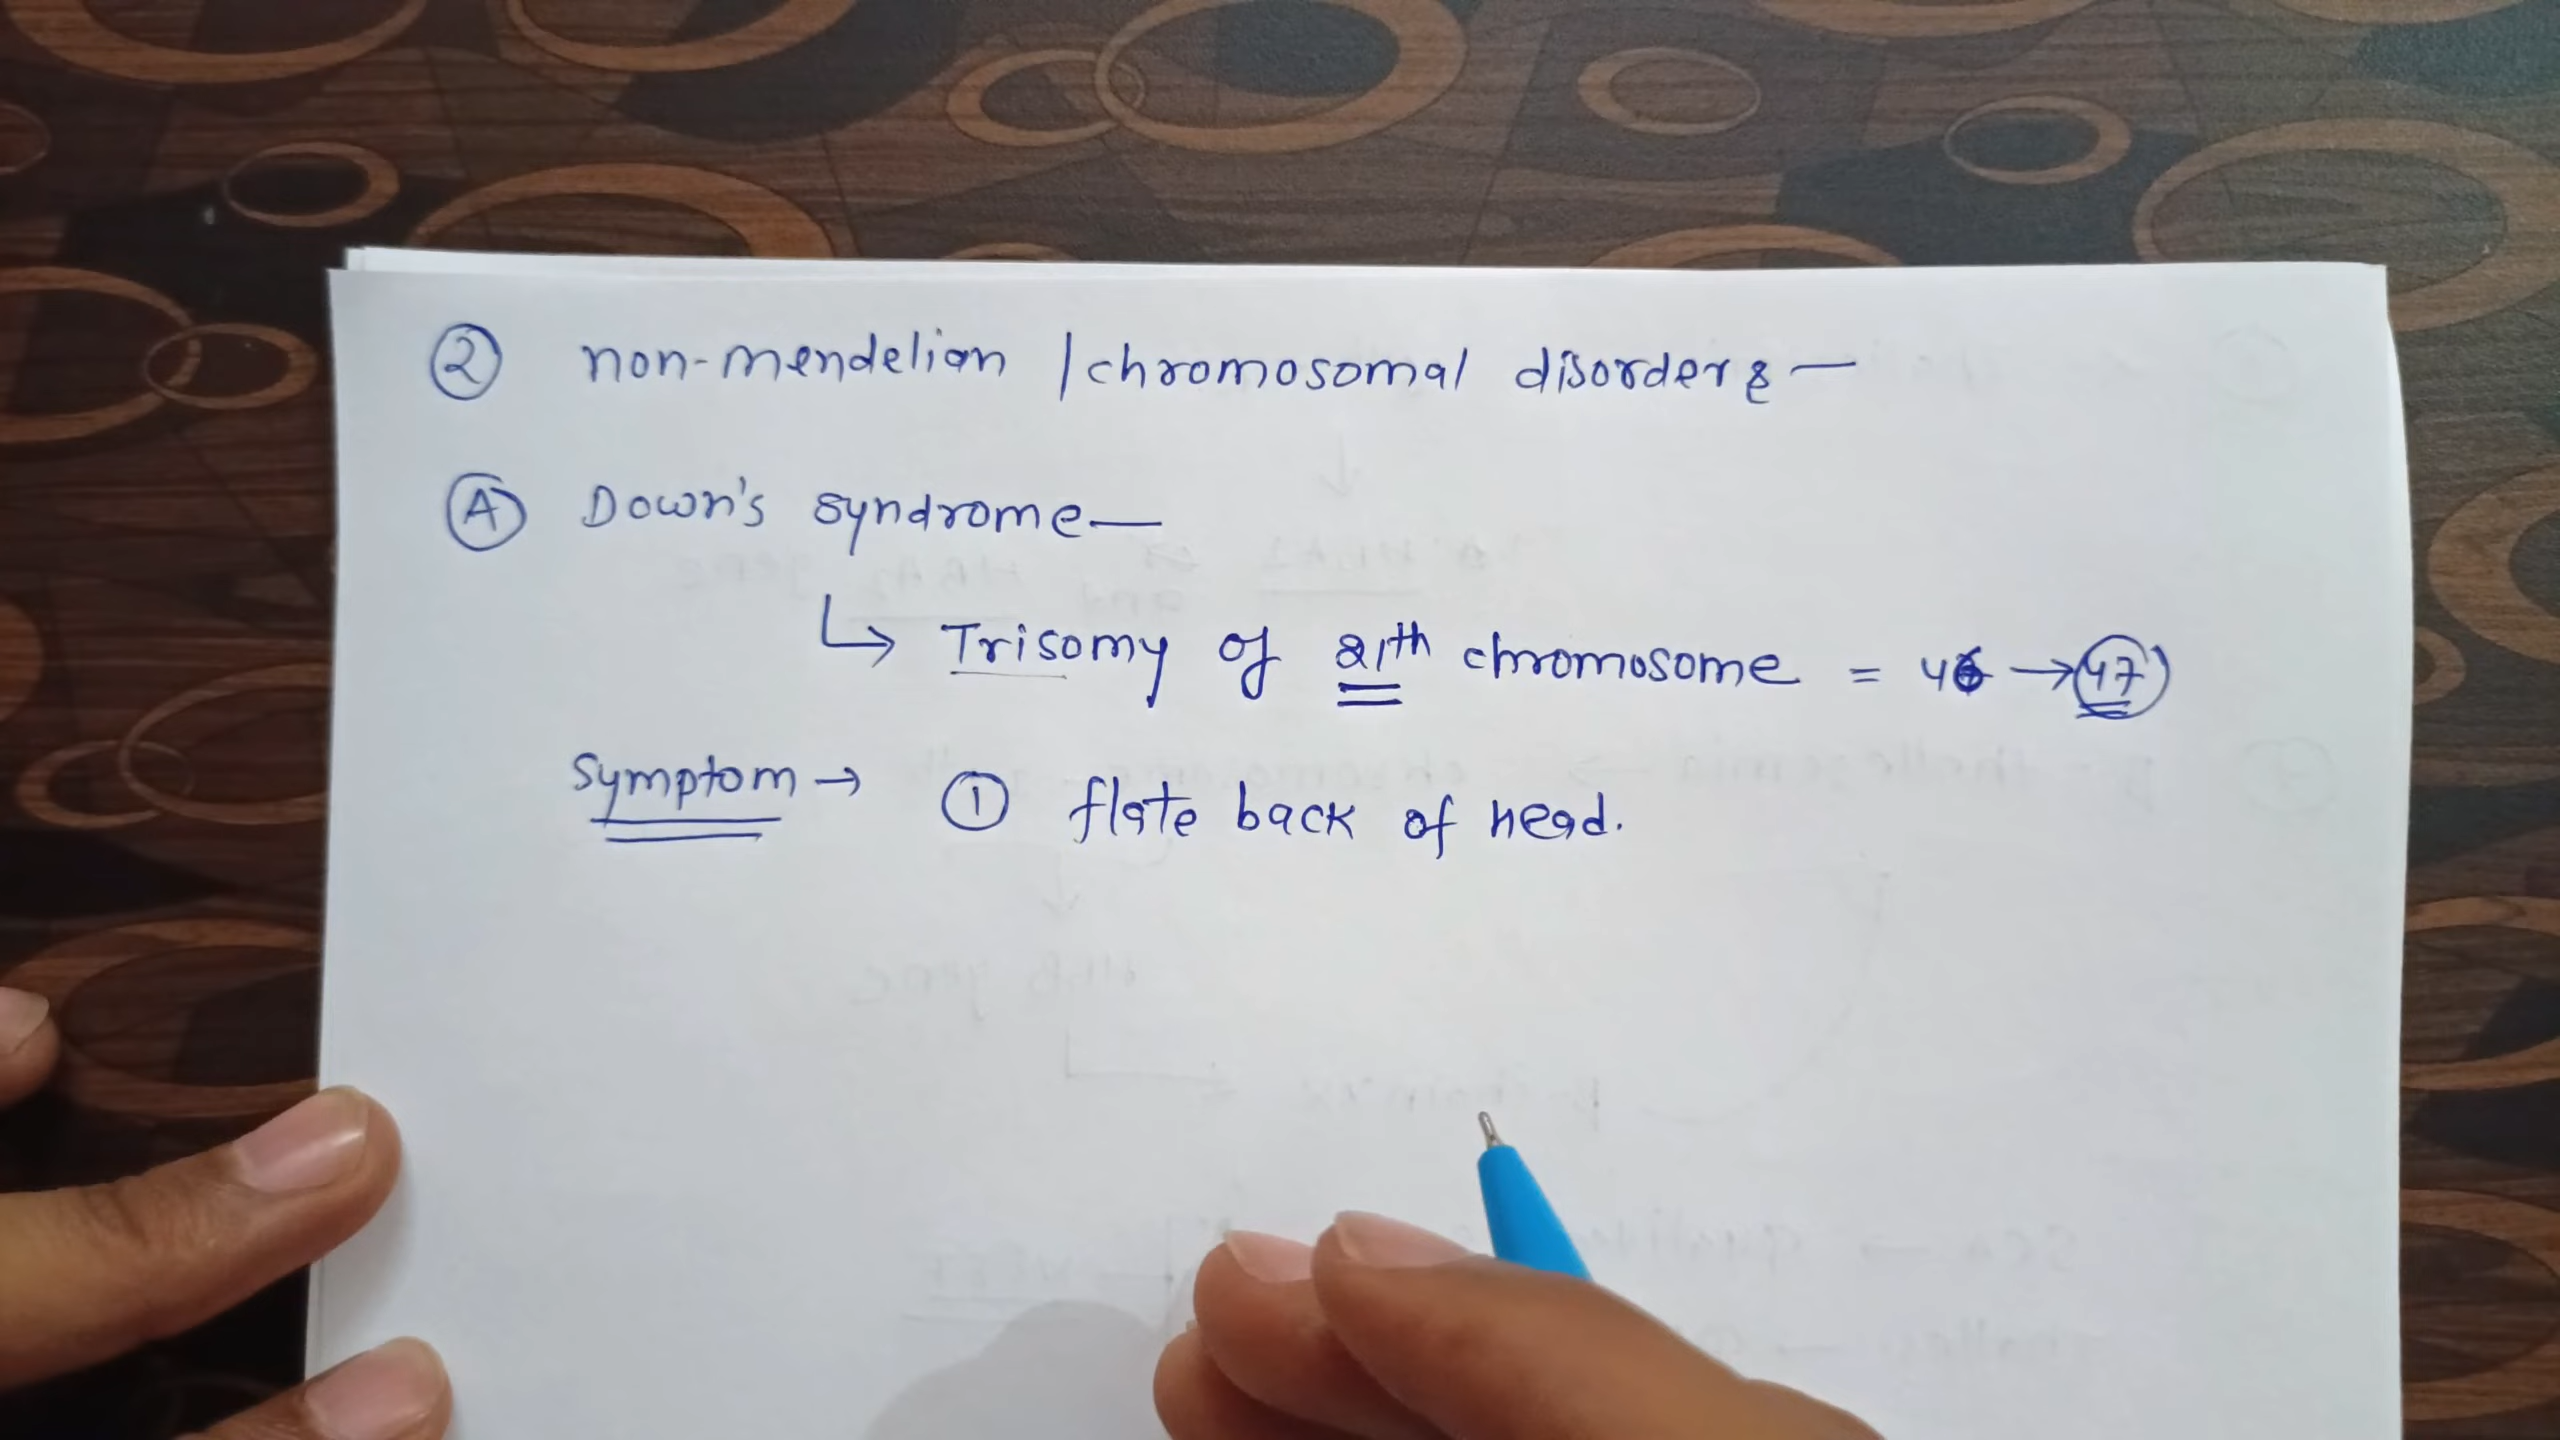 ② non-mendelian / chromosomal disorders —
Ⓐ Down's syndrome —
↳ Trisomy of 21th chromosome = 46 → 47
Symptom → ① flate back of head.